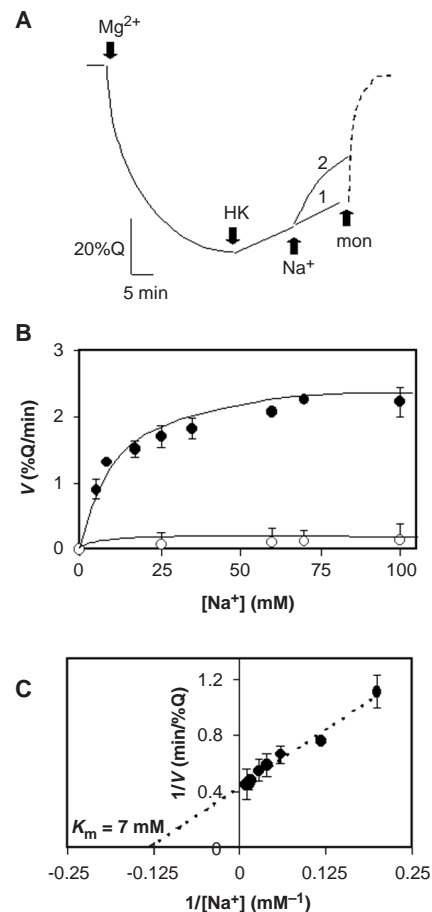 A
Mg²⁺
HK
2
1
20%Q
5 min
Na⁺
mon
B
3
2
1
0
V (%Q/min)
0 25 50 75 100
[Na⁺] (mM)
C
1.2
0.8
0.4
0
1/V (min/%Q)
Kₘ = 7 mM
-0.25 -0.125 0 0.125 0.25
1/[Na⁺] (mM⁻¹)